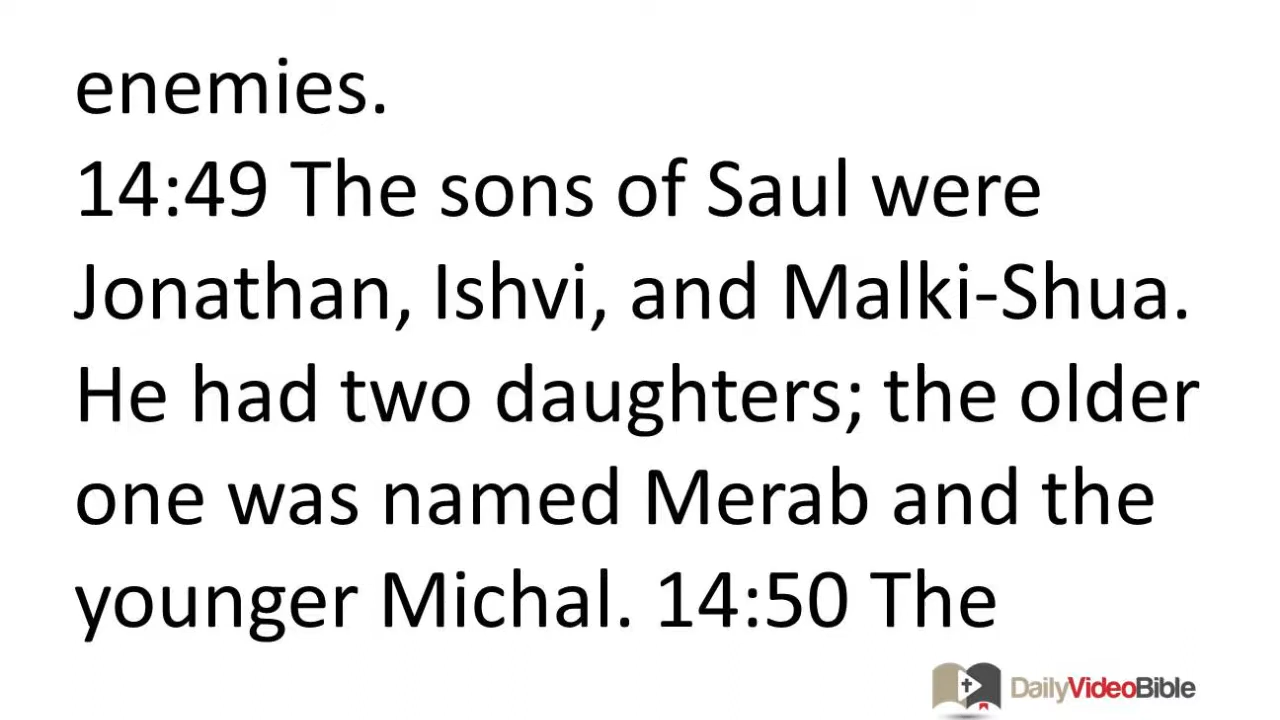 enemies.
14:49 The sons of Saul were
Jonathan, Ishvi, and Malki-Shua.
He had two daughters; the older
one was named Merab and the
younger Michal. 14:50 The
DailyVideoBible